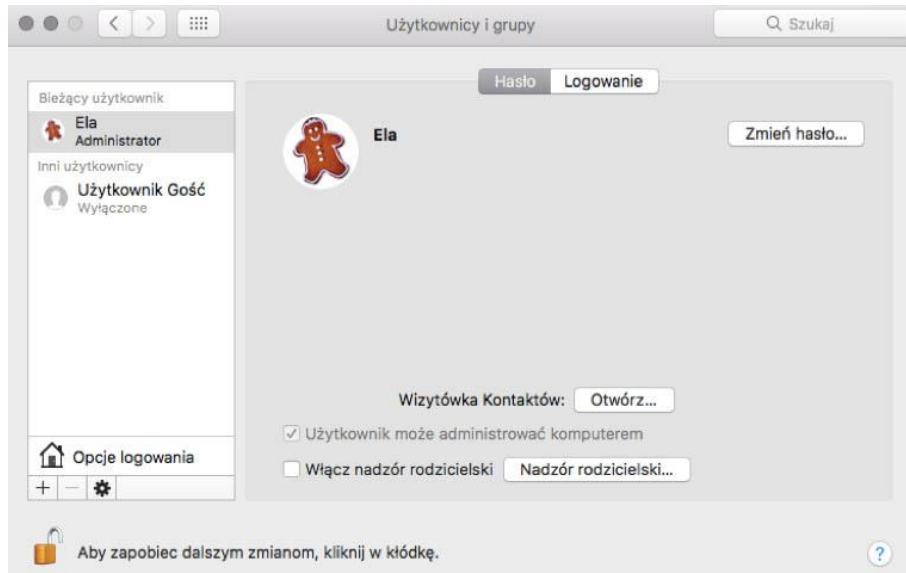 Użytkownicy i grupy
Szukaj
Hasło Logowanie
Bieżący użytkownik
Ela
Administrator
Inni użytkownicy
Użytkownik Gość
Wyłączone
Ela
Zmień hasło...
Wizytówka Kontaktów: Otwórz...
Użytkownik może administrować komputerem
Włącz nadzór rodzicielski Nadzór rodzicielski...
Opcje logowania
Aby zapobiec dalszym zmianom, kliknij w kłódkę.
?